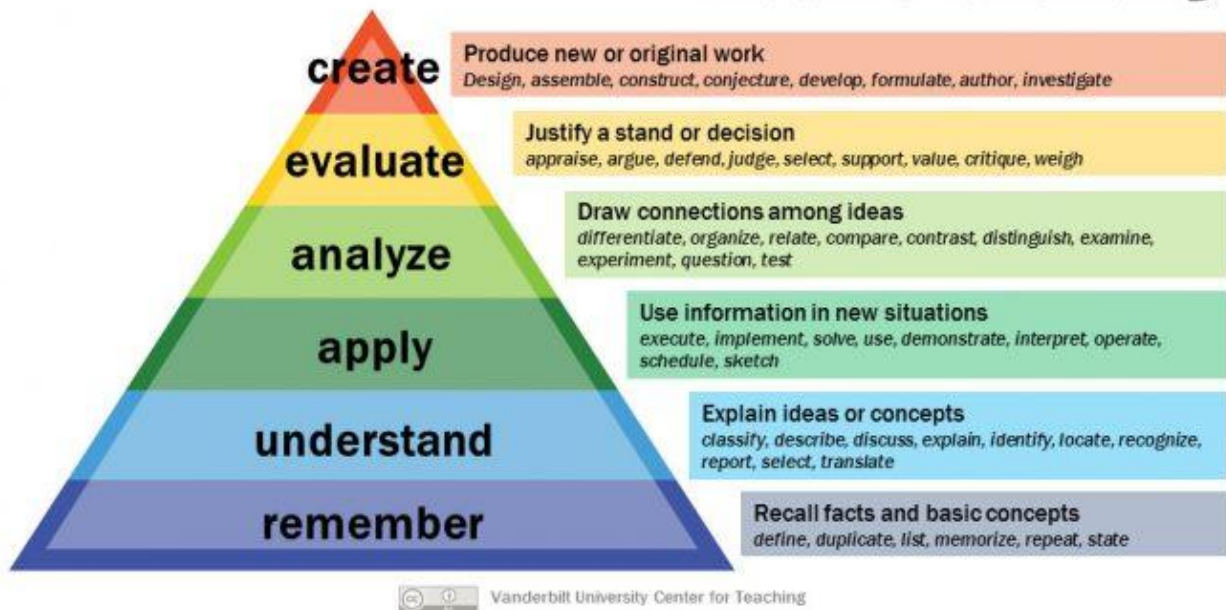 create
Produce new or original work
Design, assemble, construct, conjecture, develop, formulate, author, investigate
evaluate
Justify a stand or decision
appraise, argue, defend, judge, select, support, value, critique, weigh
analyze
Draw connections among ideas
differentiate, organize, relate, compare, contrast, distinguish, examine,
experiment, question, test
apply
Use information in new situations
execute, implement, solve, use, demonstrate, interpret, operate,
schedule, sketch
understand
Explain ideas or concepts
classify, describe, discuss, explain, identify, locate, recognize,
report, select, translate
remember
Recall facts and basic concepts
define, duplicate, list, memorize, repeat, state
cc
Vanderbilt University Center for Teaching